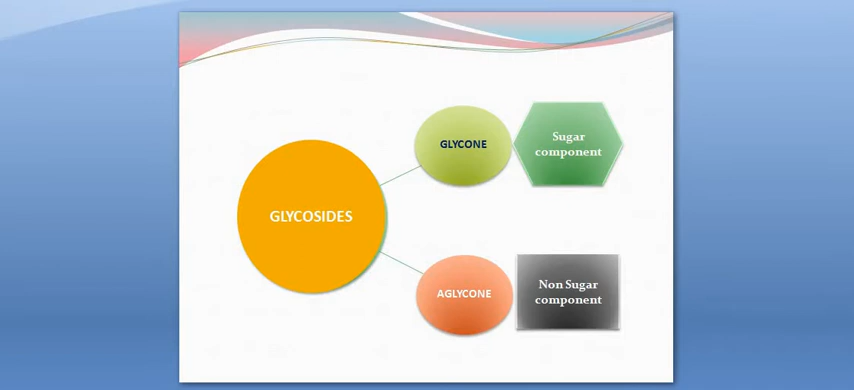 GLYCOSIDES
GLYCONE
Sugar
component
AGLYCONE
Non Sugar
component